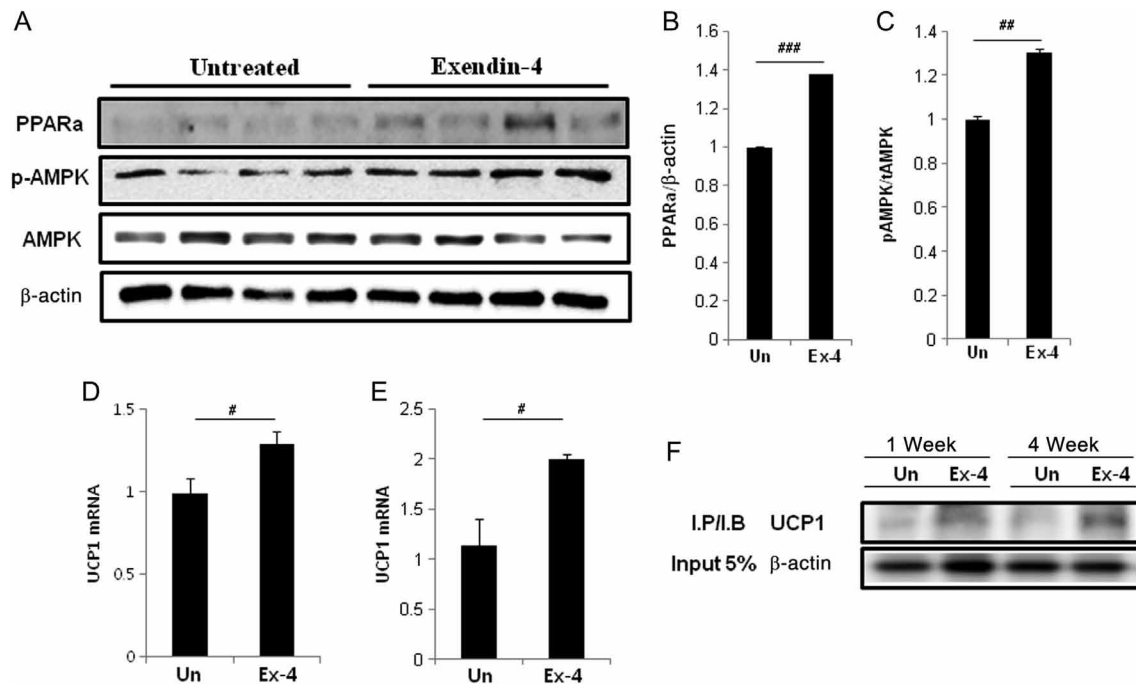 A
Untreated Exendin-4
PPARa
p-AMPK
AMPK
β-actin
B
###
PPARa/β-actin
1.6
1.4
1.2
1
0.8
0.6
0.4
0.2
0
Un Ex-4
C
##
pAMPK/tAMPK
1.4
1.2
1
0.8
0.6
0.4
0.2
0
Un Ex-4
D
#
UCP1 mRNA
1.5
1
0.5
0
Un Ex-4
E
#
UCP1 mRNA
2.5
2
1.5
1
0.5
0
Un Ex-4
F
1 Week 4 Week
Un Ex-4 Un Ex-4
I.P/I.B UCP1
Input 5% β-actin